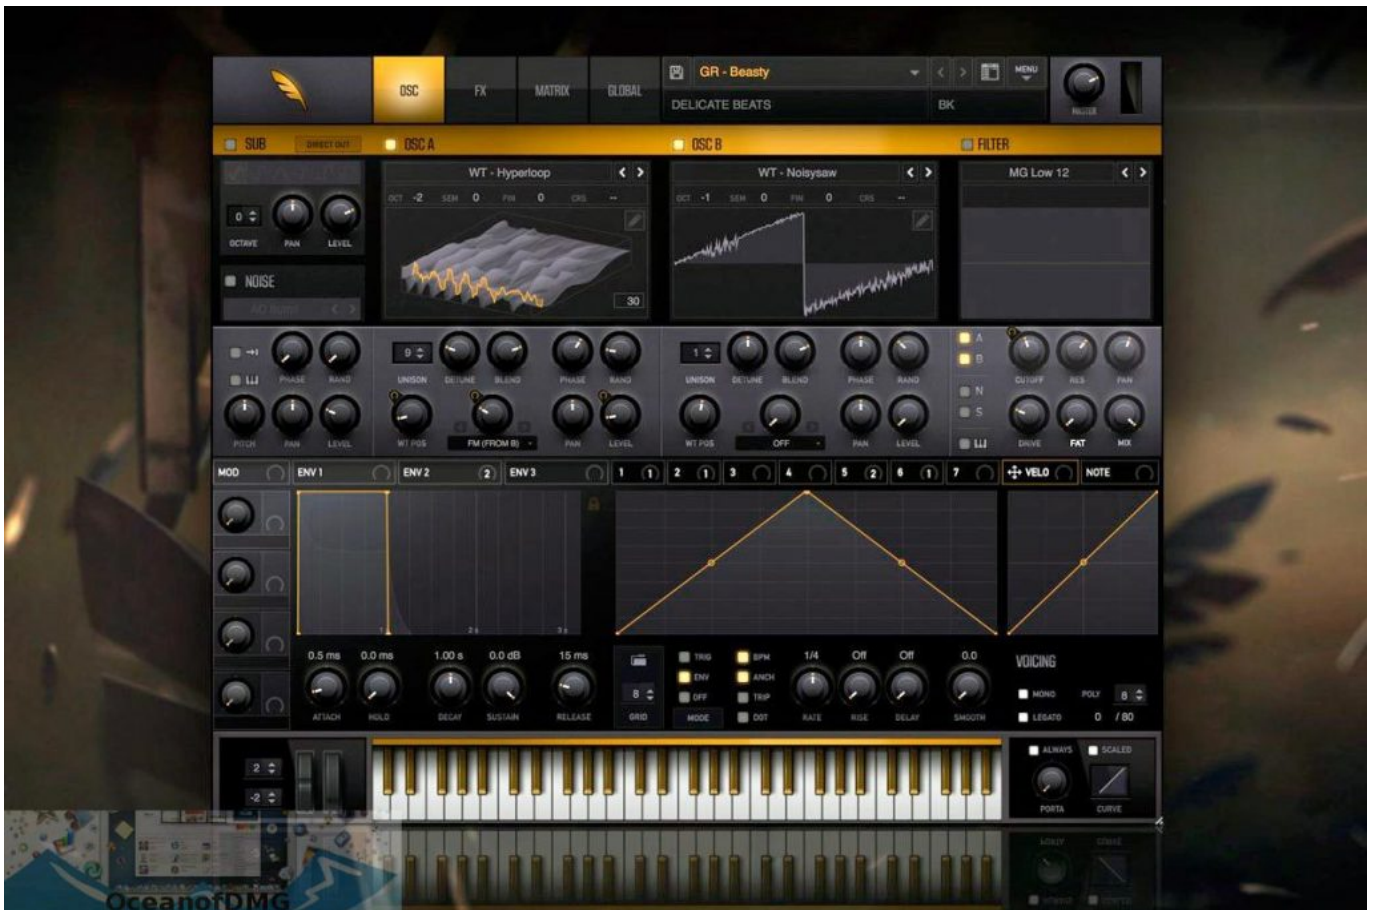 OSC
FX
MATRIX
GLOBAL
GR - Beasty
MENU
DELICATE BEATS
BK
MASTER
SUB
DIRECT OUT
OSC A
OSC B
FILTER
WT - Hyperloop
WT - Noisysaw
MG Low 12
OCT -2 SEM 0 FIN 0 CRS --
OCT -1 SEM 0 FIN 0 CRS --
0
OCTAVE PAN LEVEL
NOISE
30
9
1
A
B
PHASE RAND
UNISON DETUNE BLEND PHASE RAND
UNISON DETUNE BLEND PHASE RAND
CUTOFF RES PAN
N
S
PITCH PAN LEVEL
WT POS FM (FROM B) PAN LEVEL
WT POS OFF PAN LEVEL
DRIVE FAT MIX
MOD ENV 1 ENV 2 2 ENV 3 1 1 2 1 3 4 5 2 6 1 7 VELO NOTE
1 2 s 3 s
0.5 ms 0.0 ms 1.00 s 0.0 dB 15 ms
ATTACK HOLD DECAY SUSTAIN RELEASE
8
GRID
TRIG
ENV
OFF
MODE
BPM
ANCH
TRIP
DOT
1/4 Off Off 0.0
RATE RISE DELAY SMOOTH
VOICING
MONO POLY 8
LEGATO 0 / 80
2
-2
ALWAYS SCALED
PORTA CURVE
OceanofDMG